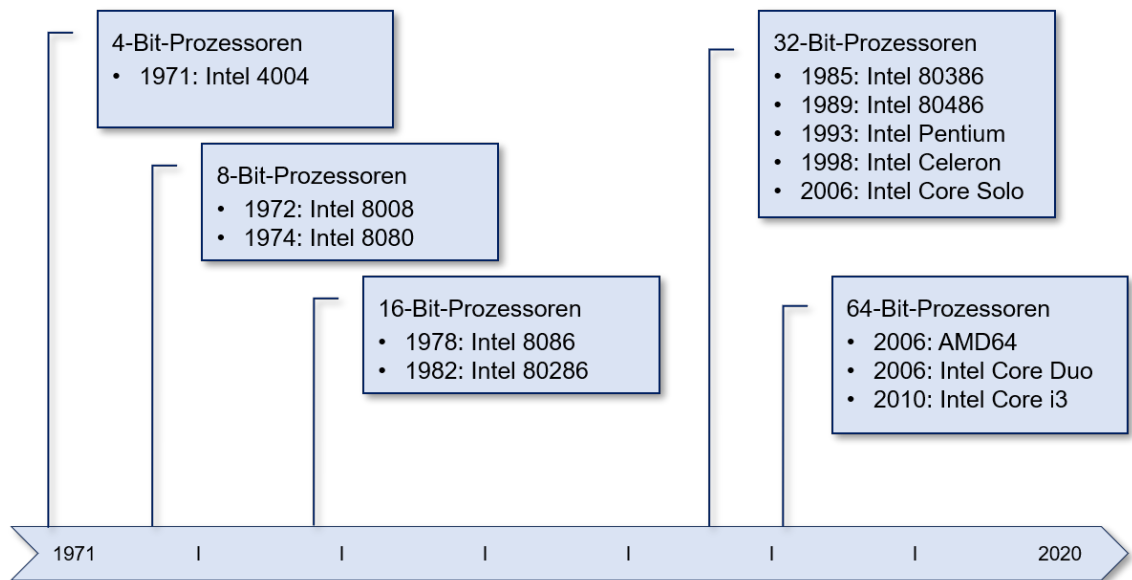 4-Bit-Prozessoren
• 1971: Intel 4004
8-Bit-Prozessoren
• 1972: Intel 8008
• 1974: Intel 8080
16-Bit-Prozessoren
• 1978: Intel 8086
• 1982: Intel 80286
32-Bit-Prozessoren
• 1985: Intel 80386
• 1989: Intel 80486
• 1993: Intel Pentium
• 1998: Intel Celeron
• 2006: Intel Core Solo
64-Bit-Prozessoren
• 2006: AMD64
• 2006: Intel Core Duo
• 2010: Intel Core i3
1971 I I I I I I 2020